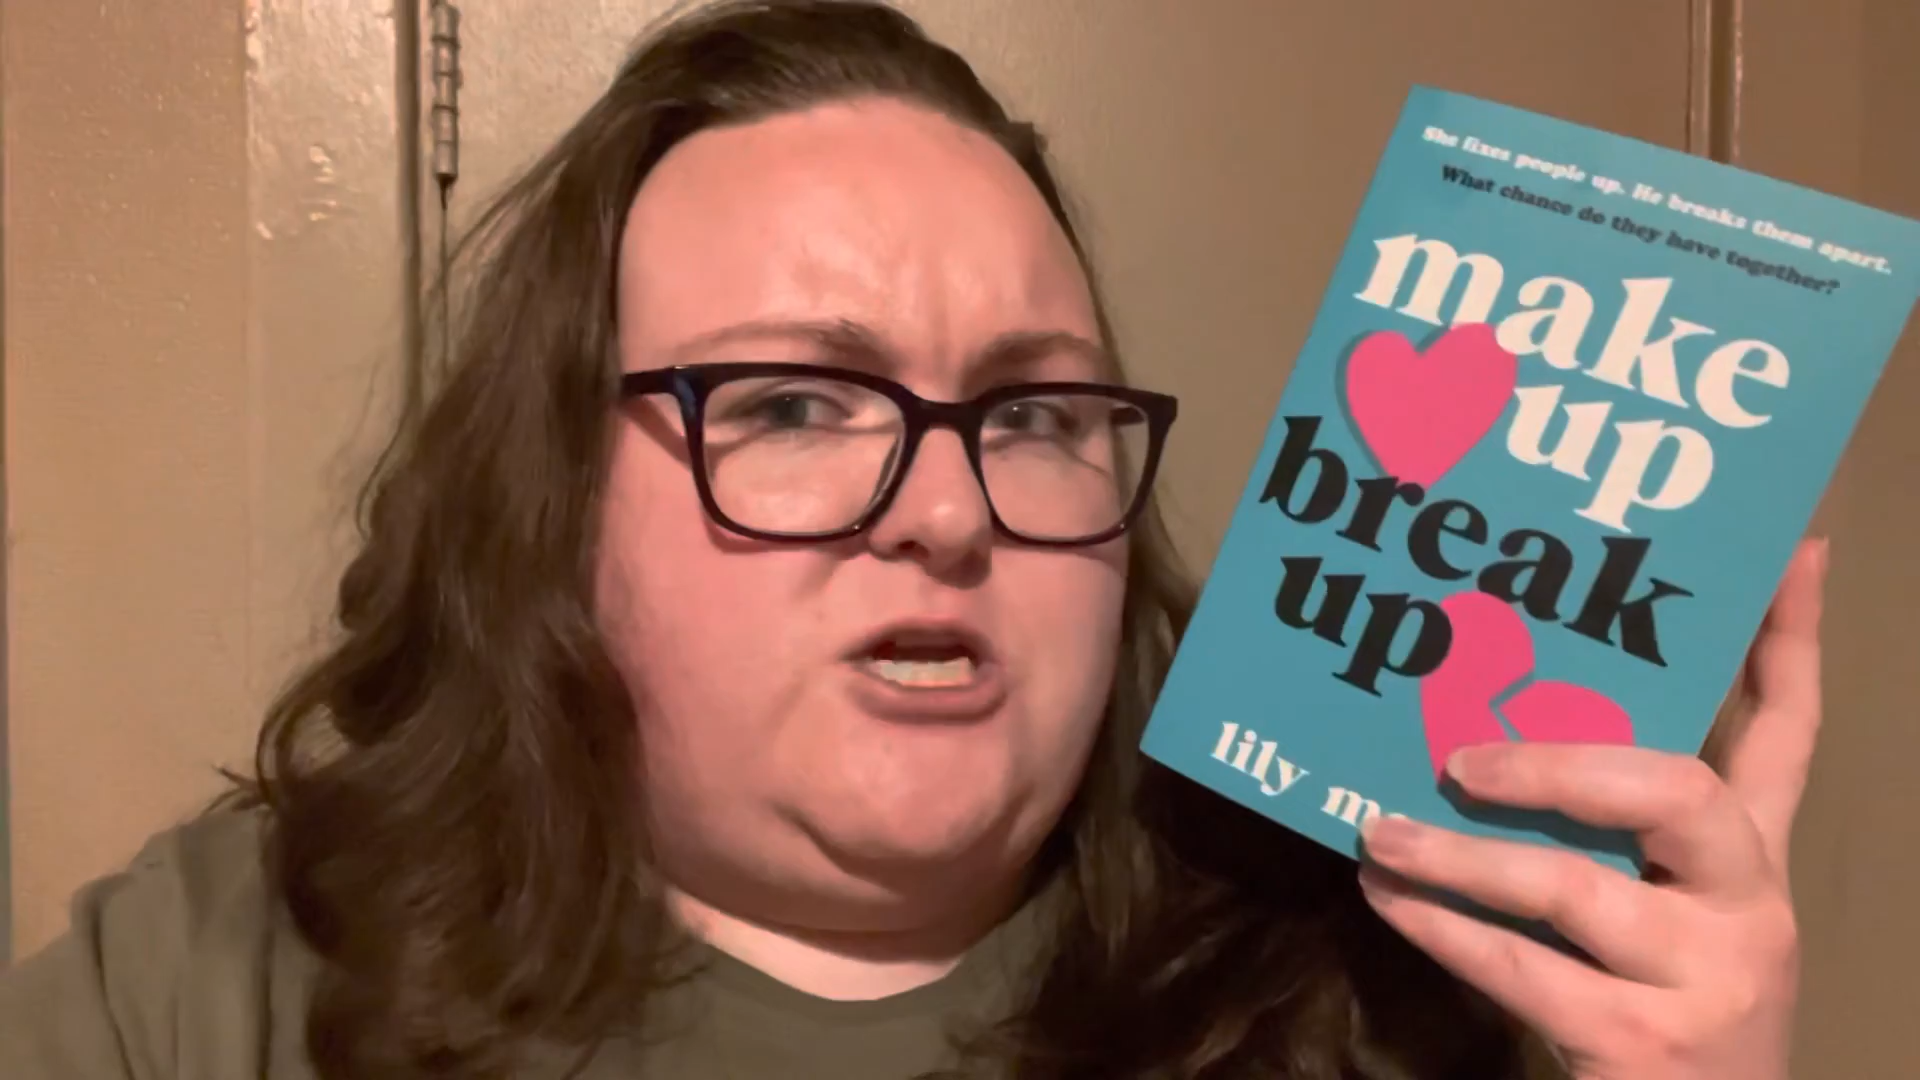 She fixes people up. He breaks them apart.
What chance do they have together?
make
up
break
up
lily